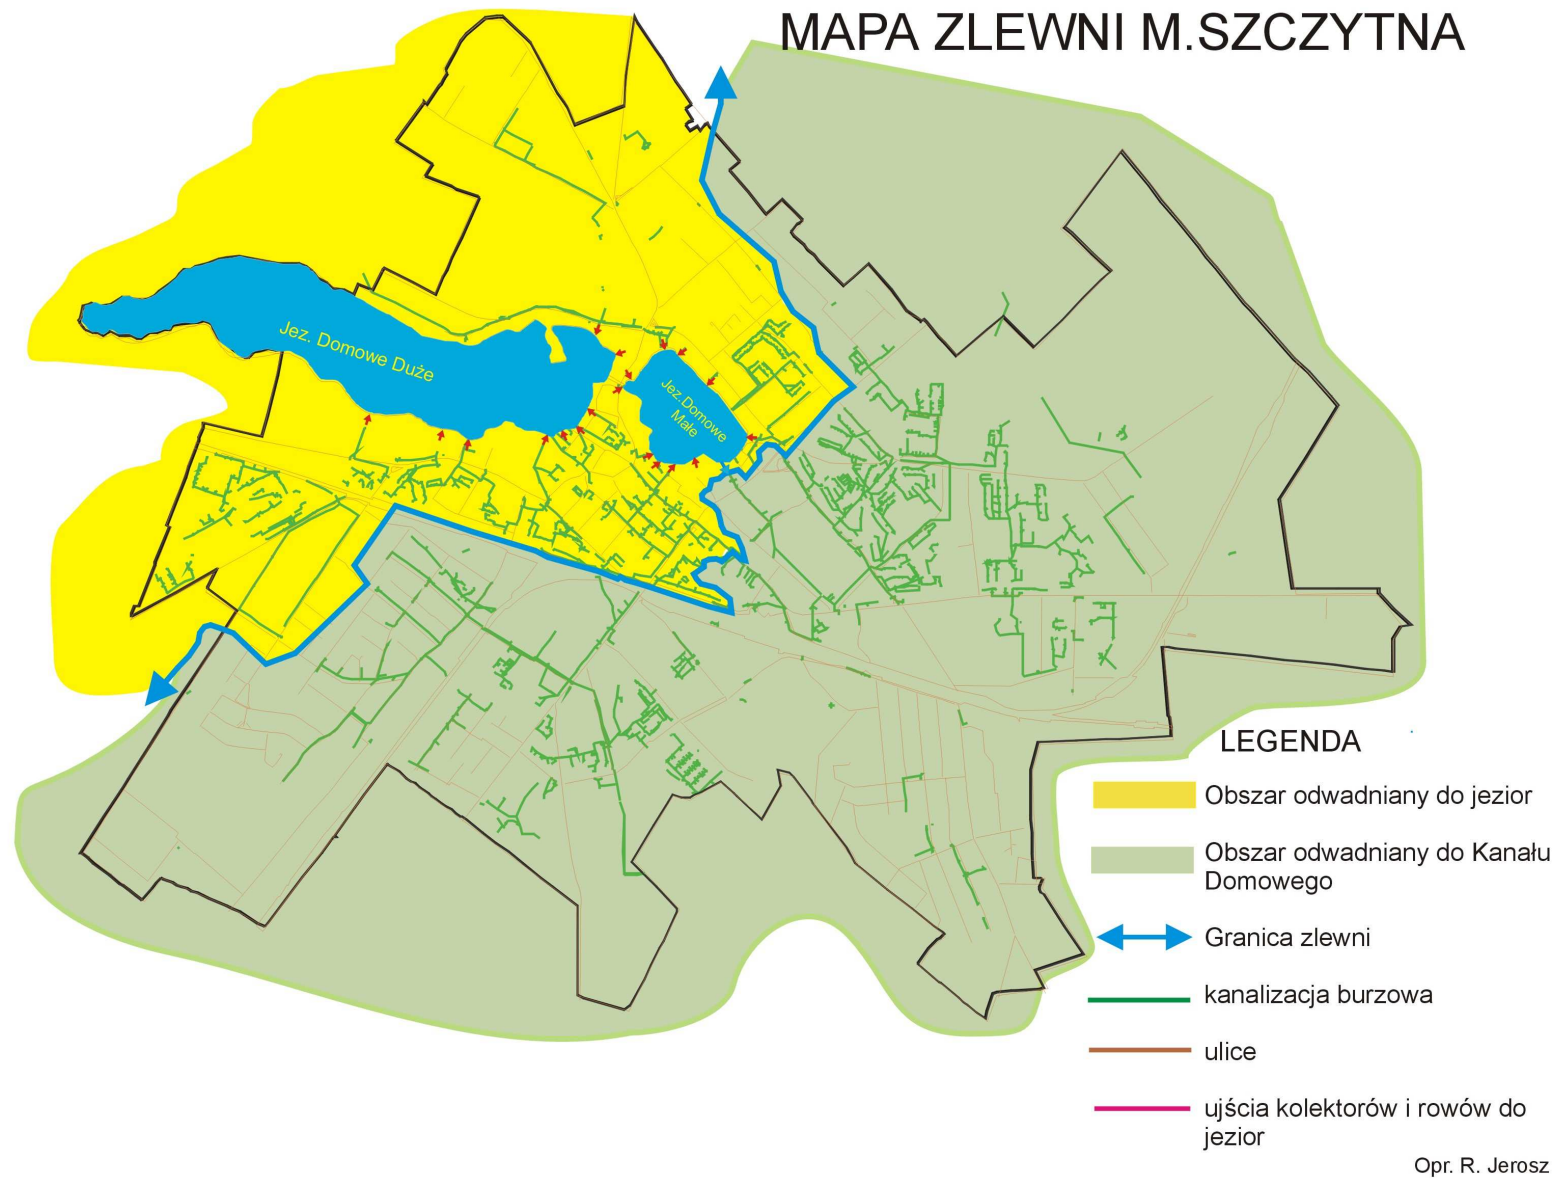 MAPA ZLEWNI M.SZCZYTNA
Jez. Domowe Duże
Jez.Domowe
Małe
LEGENDA
Obszar odwadniany do jezior
Obszar odwadniany do Kanału
Domowego
Granica zlewni
kanalizacja burzowa
ulice
ujścia kolektorów i rowów do
jezior
Opr. R. Jerosz